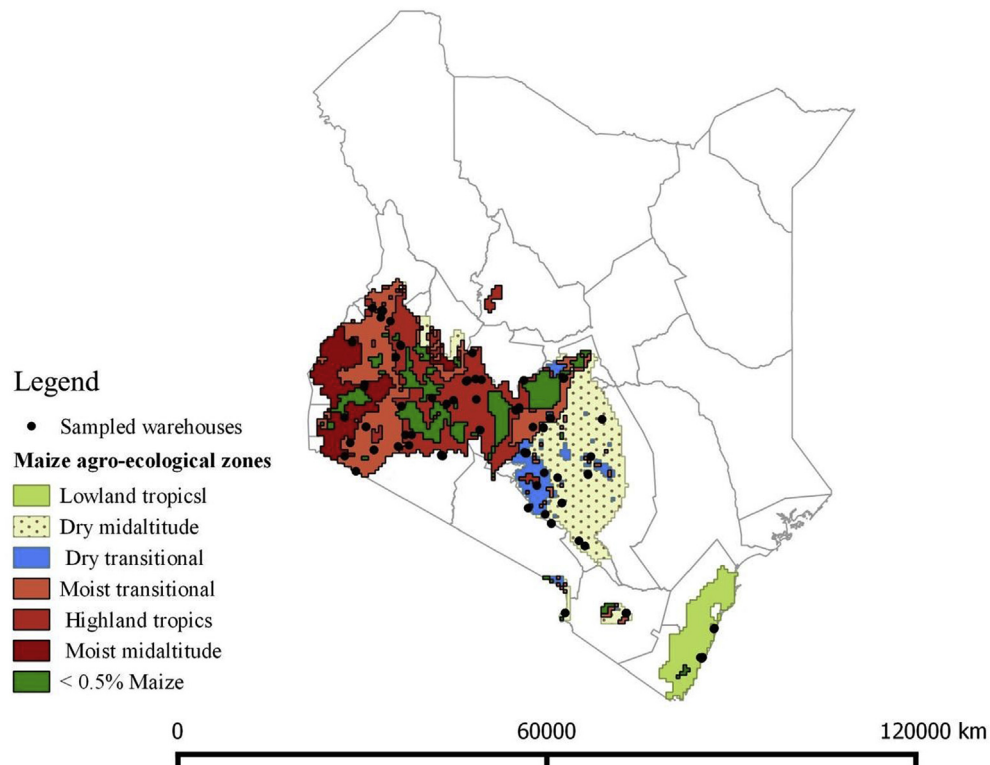 Legend
Sampled warehouses
Maize agro-ecological zones
Lowland tropicsl
Dry midaltitude
Dry transitional
Moist transitional
Highland tropics
Moist midaltitude
< 0.5% Maize
0 60000 120000 km